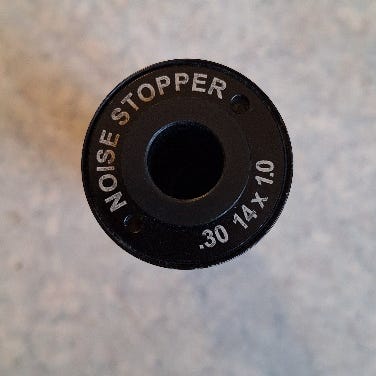 NOISE STOPPER
.30 14 x 1.0